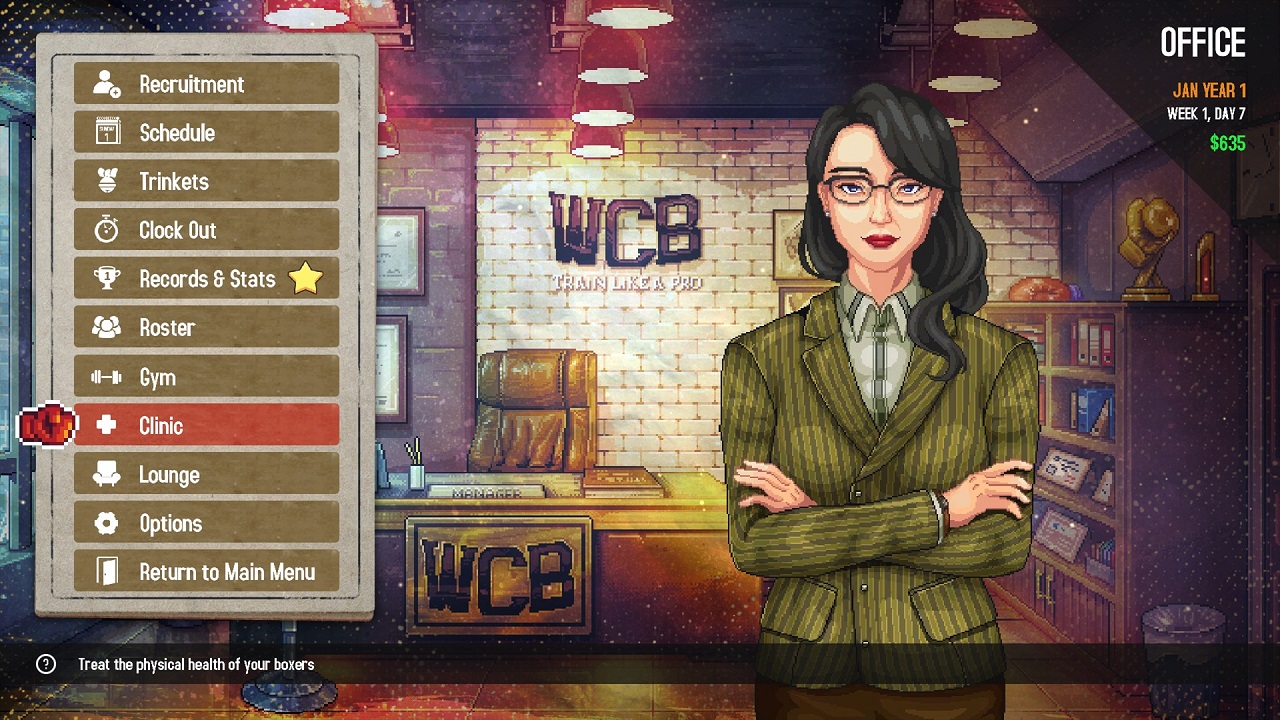 Recruitment
Schedule
Trinkets
Clock Out
Records & Stats
Roster
Gym
Clinic
Lounge
Options
Return to Main Menu
OFFICE
JAN YEAR 1
WEEK 1, DAY 7
$635
WCB
TRAIN LIKE A PRO
MANAGER
WCB
Treat the physical health of your boxers